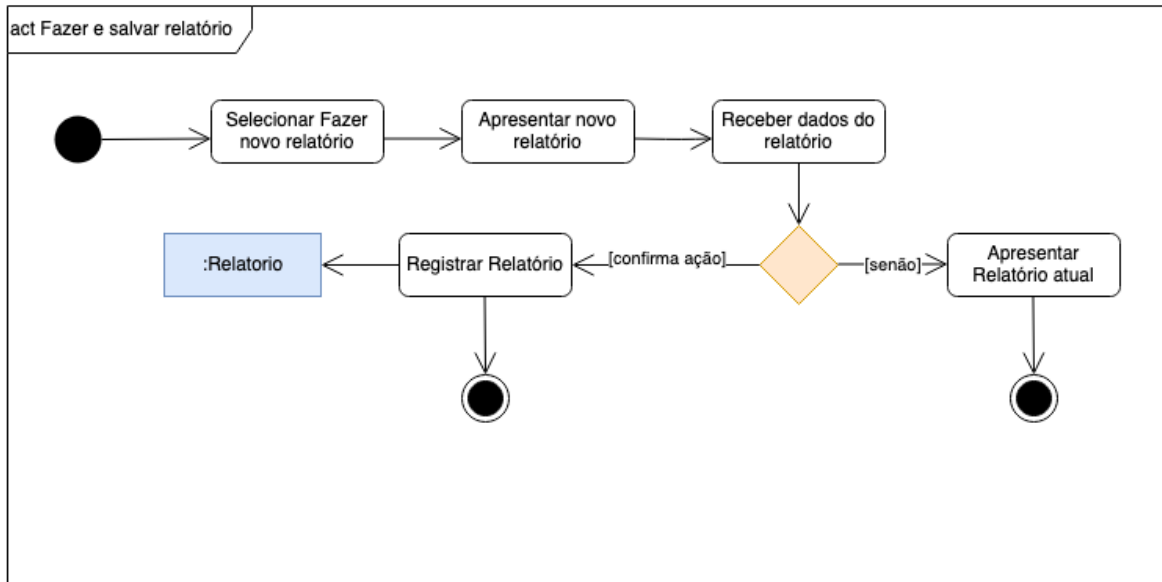 act Fazer e salvar relatório
Selecionar Fazer
novo relatório
Apresentar novo
relatório
Receber dados do
relatório
:Relatorio
Registrar Relatório
[confirma ação]
[senão]
Apresentar
Relatório atual